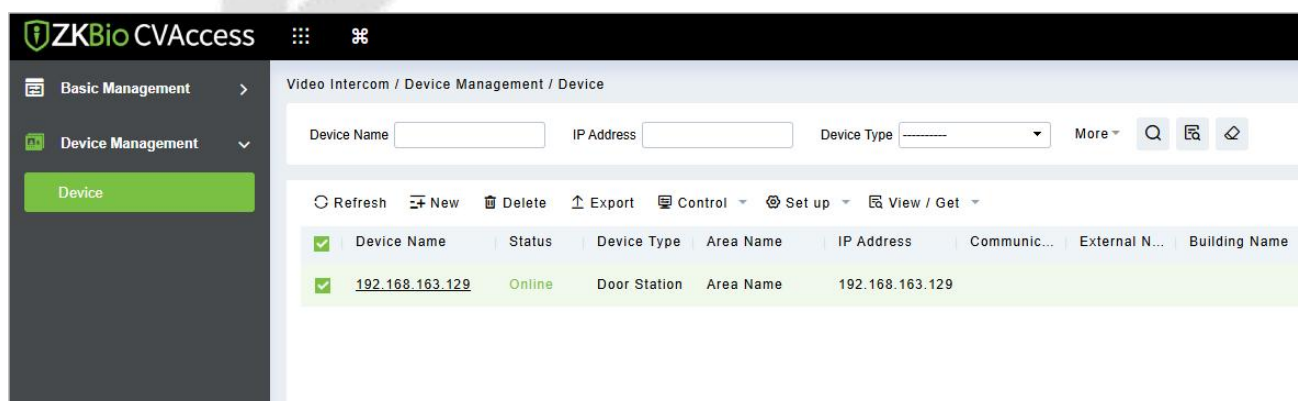 ZKBio CVAccess
Basic Management
Device Management
Device
Video Intercom / Device Management / Device
Device Name IP Address Device Type ---------- More
Refresh New Delete Export Control Set up View / Get
Device Name Status Device Type Area Name IP Address Communic... External N... Building Name
192.168.163.129 Online Door Station Area Name 192.168.163.129